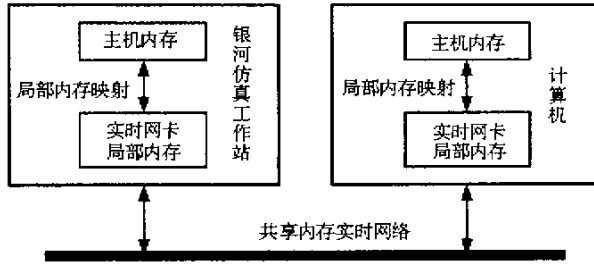 主机内存
局部内存映射
实时网卡
局部内存
银河仿真工作站
主机内存
局部内存映射
实时网卡
局部内存
计算机
共享内存实时网络